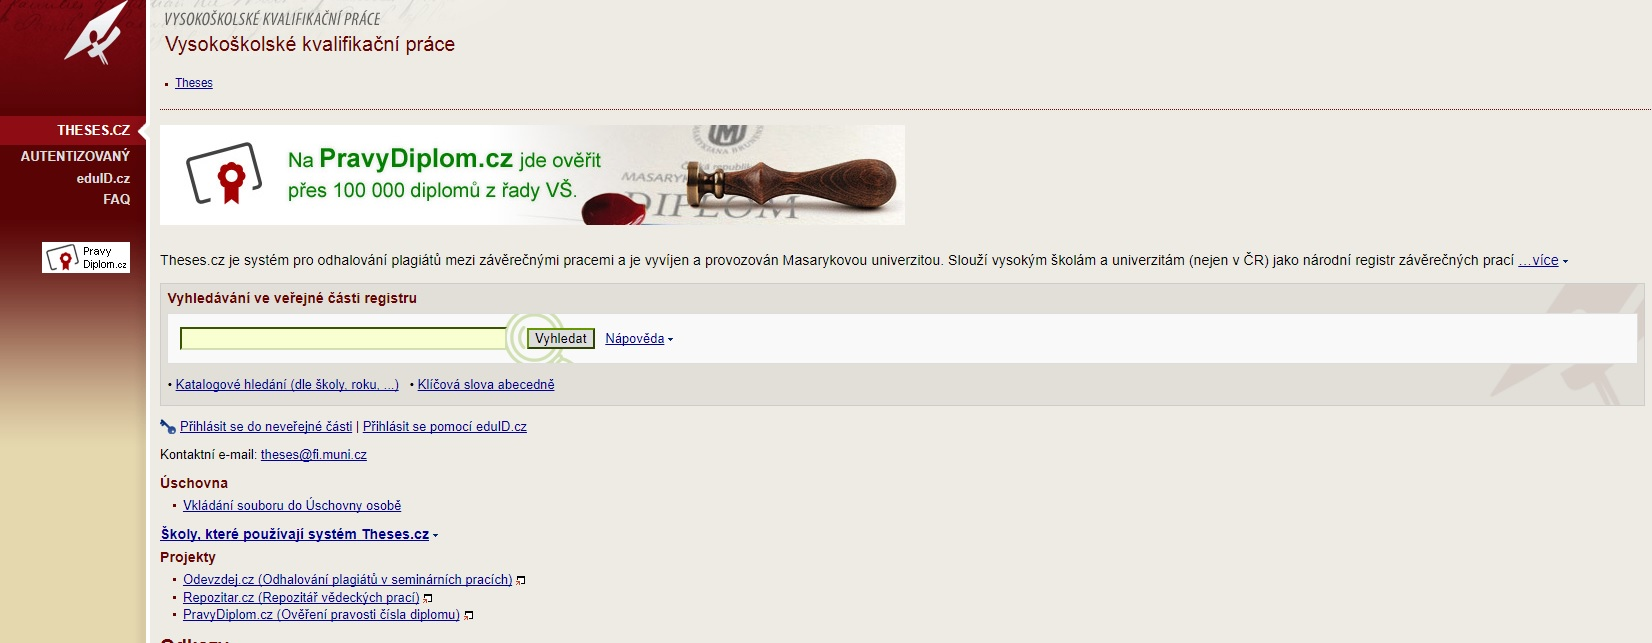 VYSOKOŠKOLSKÉ KVALIFIKAČNÍ PRÁCE
Vysokoškolské kvalifikační práce
Theses
THESES.CZ
AUTENTIZOVANÝ
eduID.cz
FAQ
Pravy
Diplom.cz
Na PravyDiplom.cz jde ověřit
přes 100 000 diplomů z řady VŠ.
DIPLOM
Theses.cz je systém pro odhalování plagiátů mezi závěrečnými pracemi a je vyvíjen a provozován Masarykovou univerzitou. Slouží vysokým školám a univerzitám (nejen v ČR) jako národní registr závěrečných prací …více
Vyhledávání ve veřejné části registru
Vyhledat Nápověda
• Katalogové hledání (dle školy, roku, ...) • Klíčová slova abecedně
Přihlásit se do neveřejné části | Přihlásit se pomocí eduID.cz
Kontaktní e-mail: theses@fi.muni.cz
Úschovna
Vkládání souboru do Úschovny osobě
Školy, které používají systém Theses.cz
Projekty
Odevzdej.cz (Odhalování plagiátů v seminárních pracích)
Repozitar.cz (Repozitář vědeckých prací)
PravyDiplom.cz (Ověření pravosti čísla diplomu)